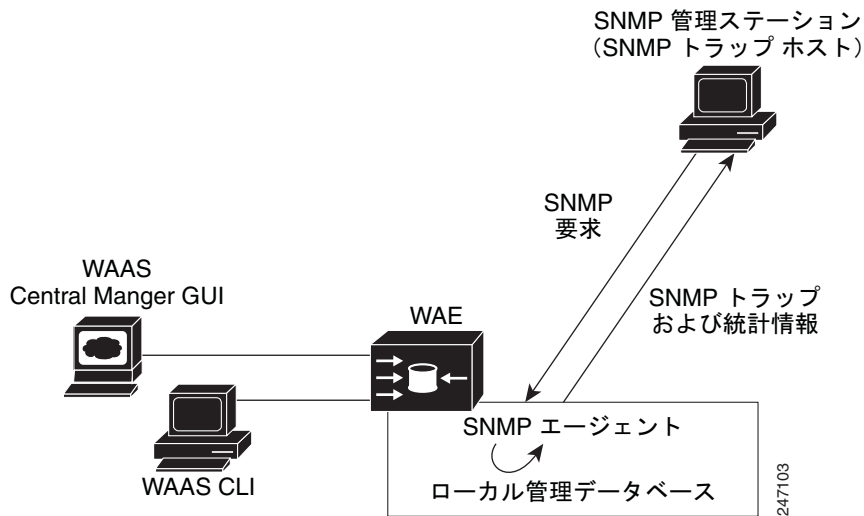 SNMP 管理ステーション
（SNMP トラップ ホスト）
SNMP
要求
SNMP トラップ
および統計情報
WAAS
Central Manger GUI
WAE
WAAS CLI
SNMP エージェント
ローカル管理データベース
247103